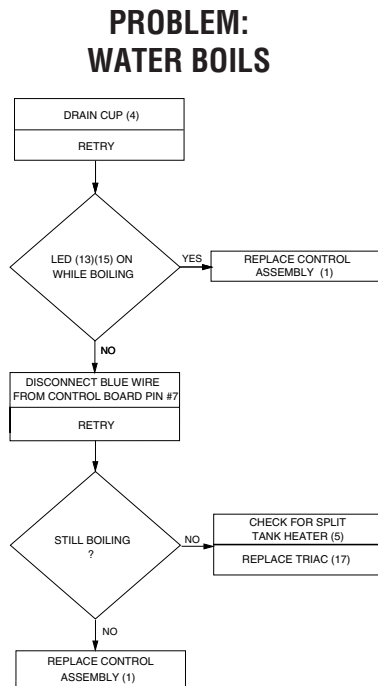 PROBLEM:
WATER BOILS
DRAIN CUP (4)
RETRY
LED (13)(15) ON
WHILE BOILING
YES
REPLACE CONTROL
ASSEMBLY (1)
NO
DISCONNECT BLUE WIRE
FROM CONTROL BOARD PIN #7
RETRY
STILL BOILING
?
NO
CHECK FOR SPLIT
TANK HEATER (5)
REPLACE TRIAC (17)
NO
REPLACE CONTROL
ASSEMBLY (1)